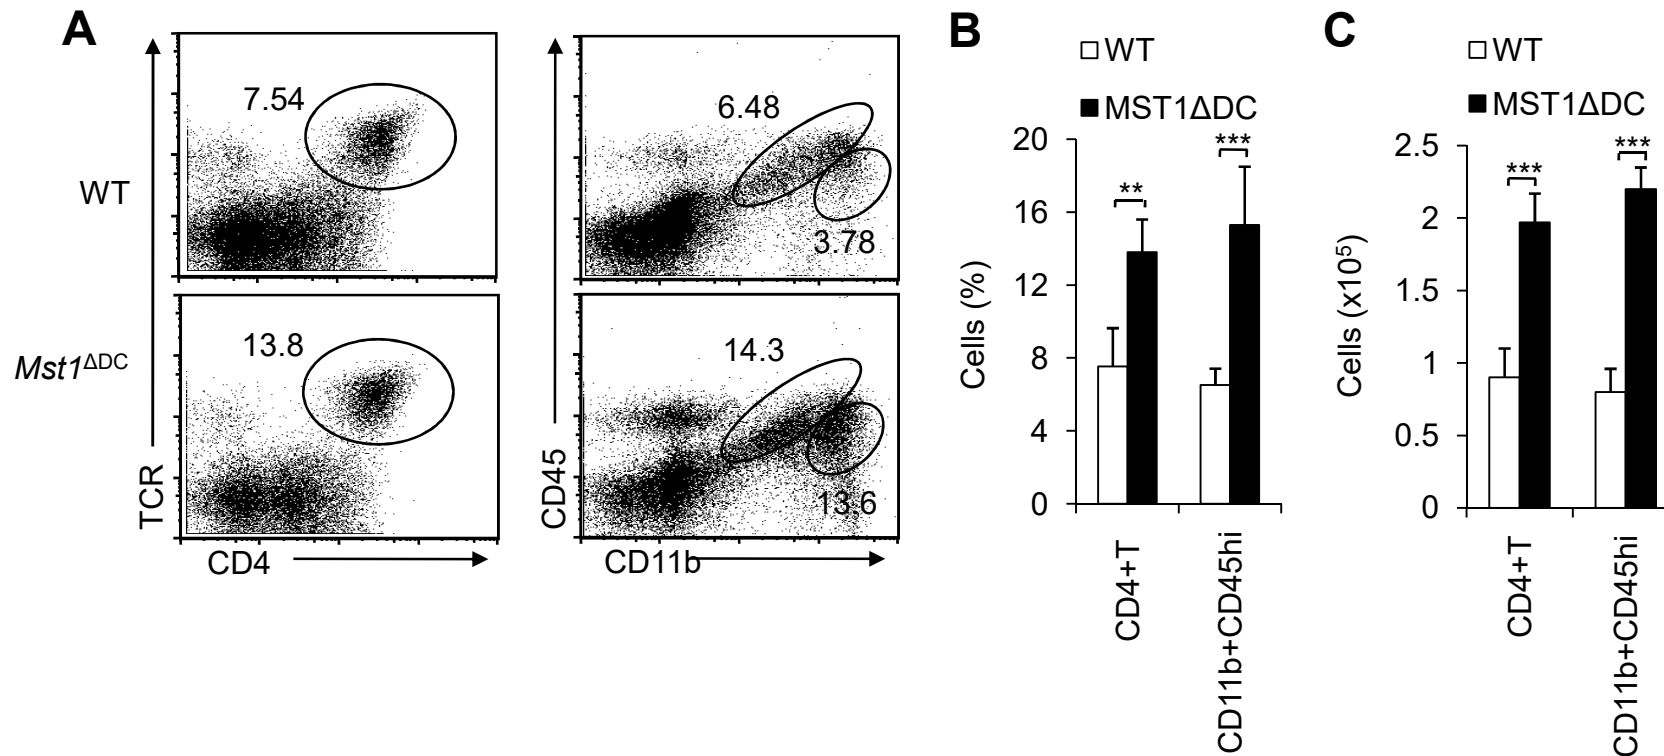 A
WT
7.54
6.48
3.78
Mst1ΔDC
13.8
14.3
13.6
TCR
CD4
CD45
CD11b
B
WT
MST1ΔDC
Cells (%)
20
16
12
8
4
0
**
***
CD4+T
CD11b+CD45hi
C
WT
MST1ΔDC
Cells (x10⁵)
2.5
2
1.5
1
0.5
0
***
***
CD4+T
CD11b+CD45hi